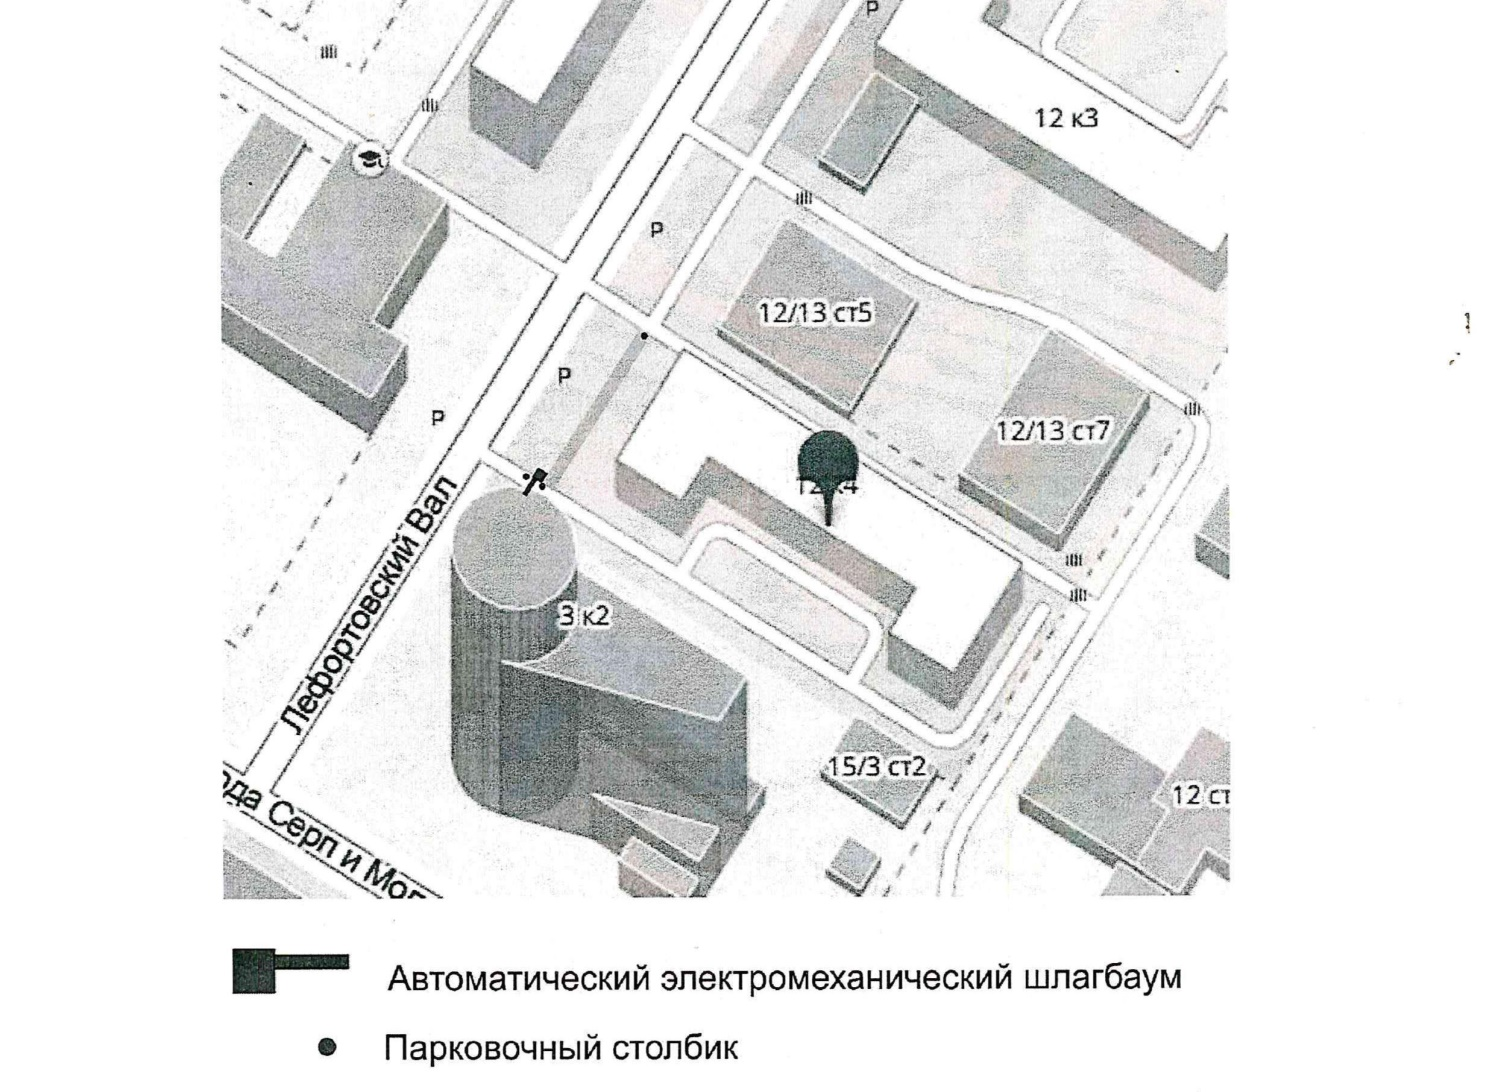 P
12 к3
P
12/13 ст5
P
P
12/13 ст7
Лефортовский Вал
3 к2
15/3 ст2
12 ст
Серп и Мол
Автоматический электромеханический шлагбаум
Парковочный столбик